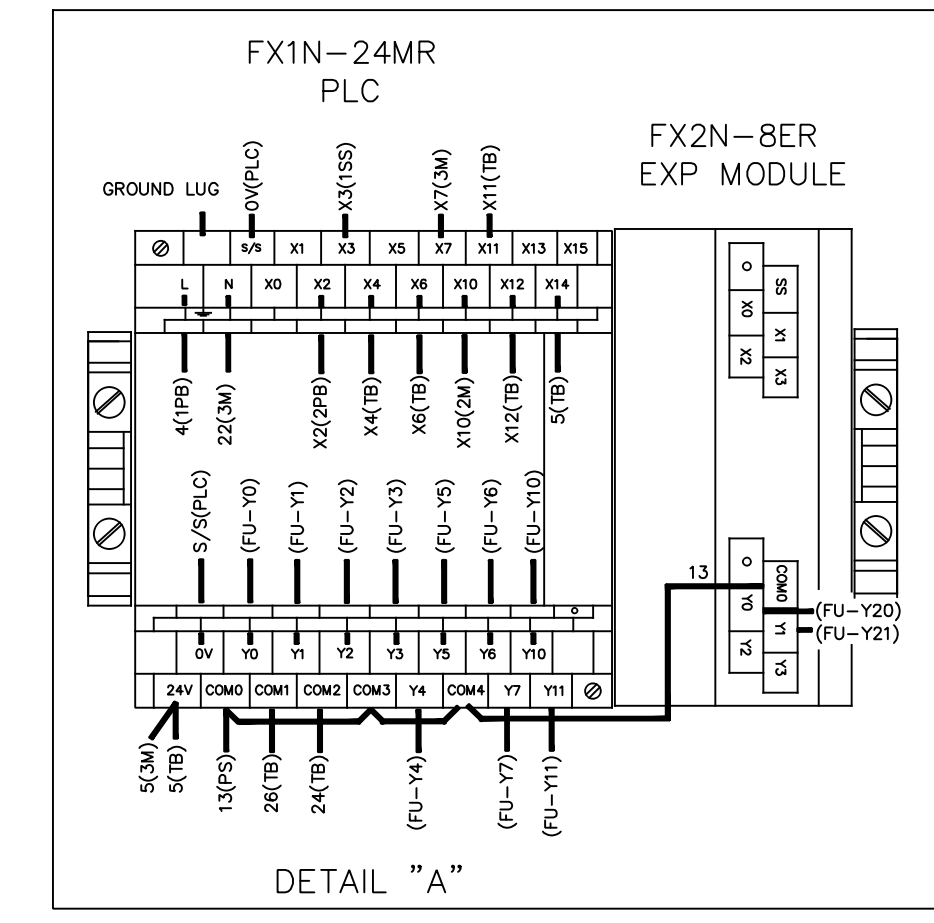 FX1N-24MR
PLC
FX2N-8ER
EXP MODULE
GROUND LUG
0V(PLC)
X3(1SS)
X7(3M)
X11(TB)
S/S X1 X3 X5 X7 X11 X13 X15
L N X0 X2 X4 X6 X10 X12 X14
4(1PB)
22(3M)
X2(2PB)
X4(TB)
X6(TB)
X10(2M)
X12(TB)
5(TB)
SS
X0 X1
X2 X3
S/S(PLC)
(FU-Y0)
(FU-Y1)
(FU-Y2)
(FU-Y3)
(FU-Y5)
(FU-Y6)
(FU-Y10)
13
COM0
Y0 Y1
Y2 Y3
(FU-Y20)
(FU-Y21)
0V Y0 Y1 Y2 Y3 Y5 Y6 Y10
24V COM0 COM1 COM2 COM3 Y4 COM4 Y7 Y11
5(3M)
5(TB)
13(PS)
26(TB)
24(TB)
(FU-Y4)
(FU-Y7)
(FU-Y11)
DETAIL "A"